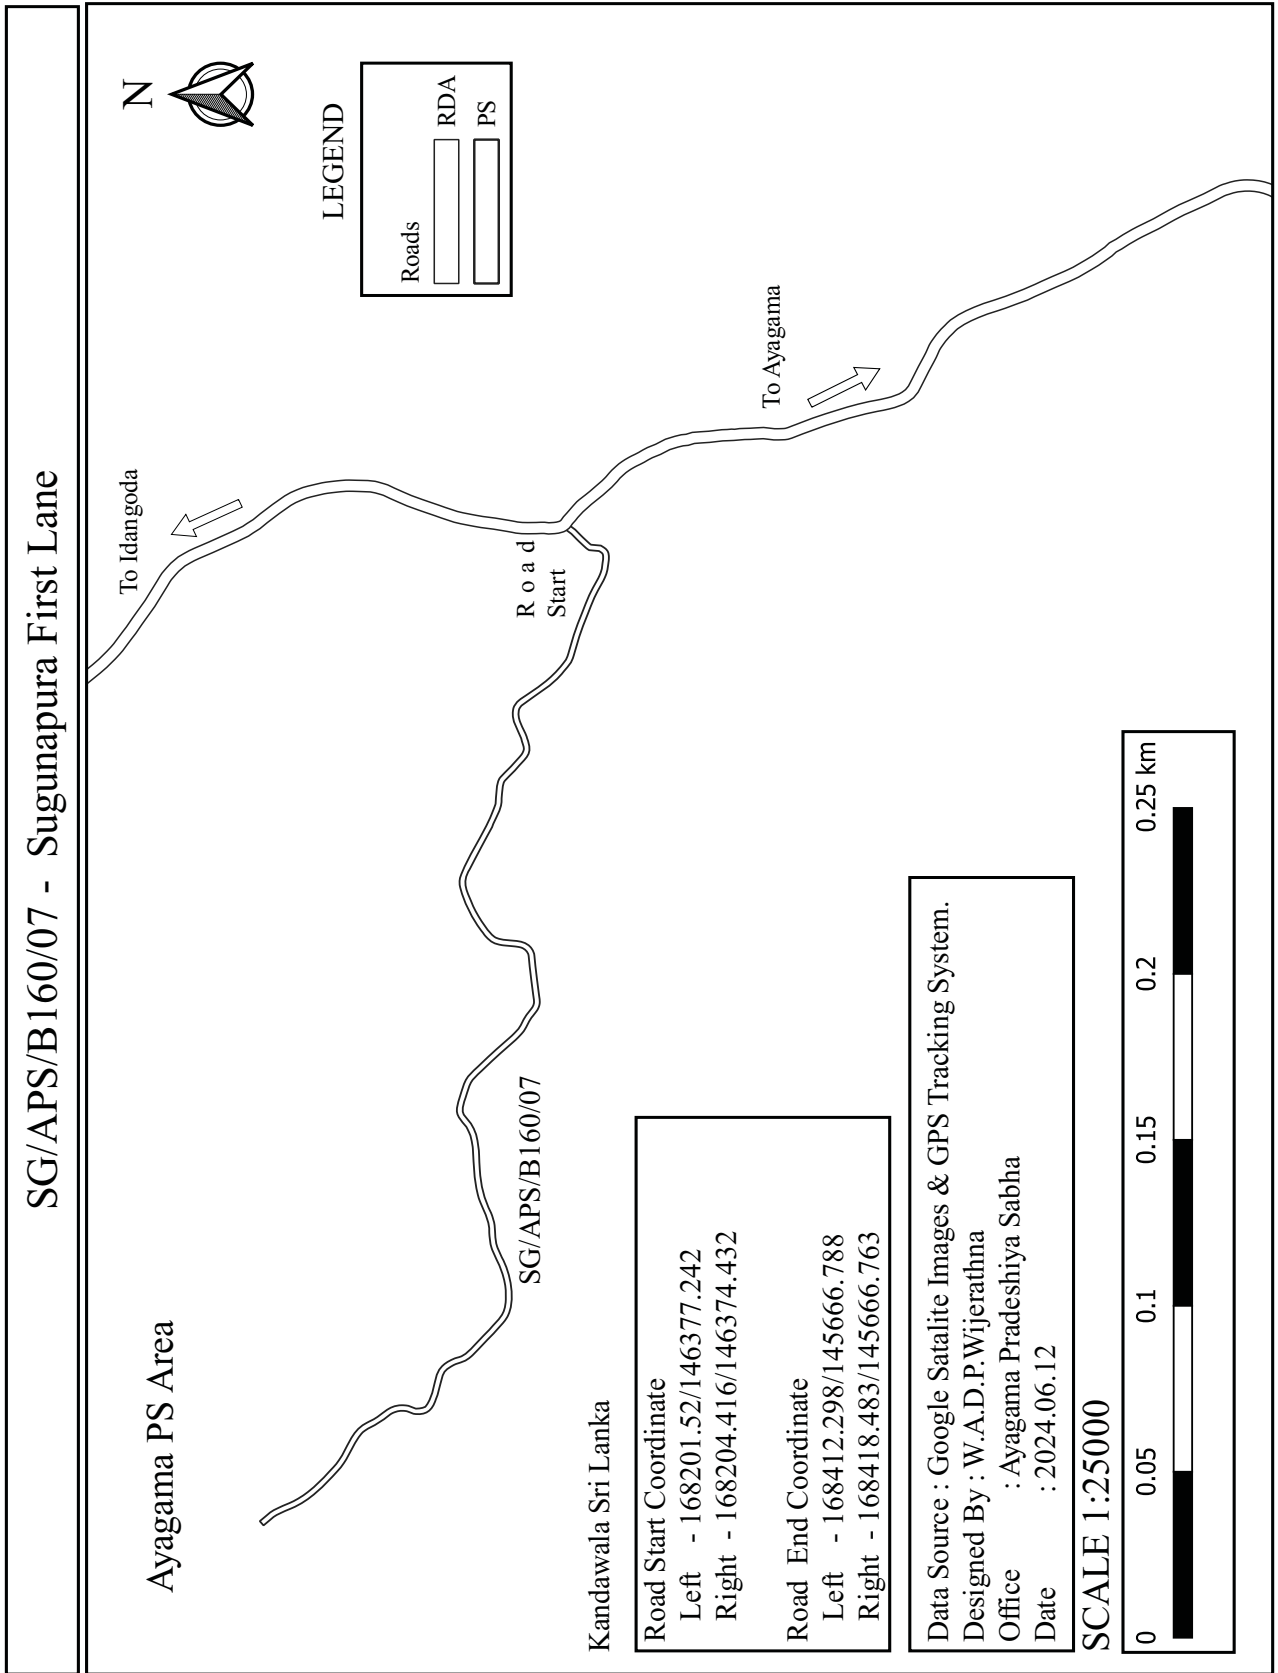 SG/APS/B160/07 - Sugunapura First Lane
N
Ayagama PS Area
To Idangoda
LEGEND
Roads
RDA
PS
Road
Start
To Ayagama
SG/APS/B160/07
Kandawala Sri Lanka
Road Start Coordinate
Left - 168201.52/146377.242
Right - 168204.416/146374.432
Road End Coordinate
Left - 168412.298/145666.788
Right - 168418.483/145666.763
Data Source : Google Satalite Images & GPS Tracking System.
Designed By : W.A.D.P.Wijerathna
Office : Ayagama Pradeshiya Sabha
Date : 2024.06.12
SCALE 1:25000
0 0.05 0.1 0.15 0.2 0.25 km